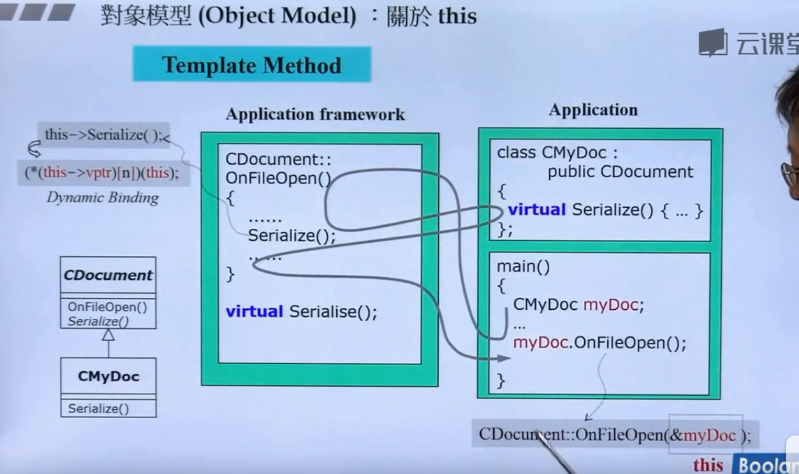 對象模型 (Object Model) ：關於 this
云课堂
Template Method
Application framework
Application
this->Serialize( );
(*(this->vptr)[n])(this);
Dynamic Binding
CDocument::
OnFileOpen()
{
......
Serialize();
......
}
virtual Serialise();
class CMyDoc :
public CDocument
{
virtual Serialize() { ... }
};
main()
{
CMyDoc myDoc;
...
myDoc.OnFileOpen();
}
CDocument
OnFileOpen()
Serialize()
CMyDoc
Serialize()
CDocument::OnFileOpen(&myDoc );
this
Boolan